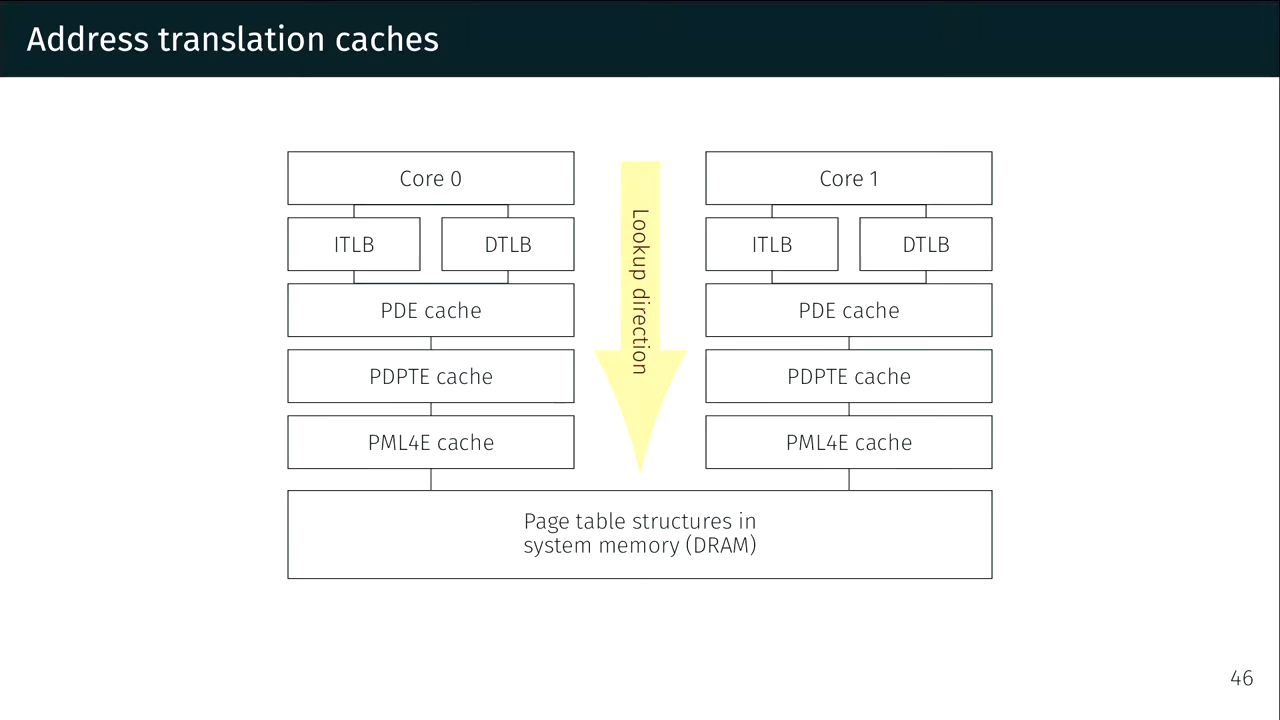 Address translation caches
Core 0
ITLB
DTLB
PDE cache
PDPTE cache
PML4E cache
Lookup direction
Core 1
ITLB
DTLB
PDE cache
PDPTE cache
PML4E cache
Page table structures in
system memory (DRAM)
46